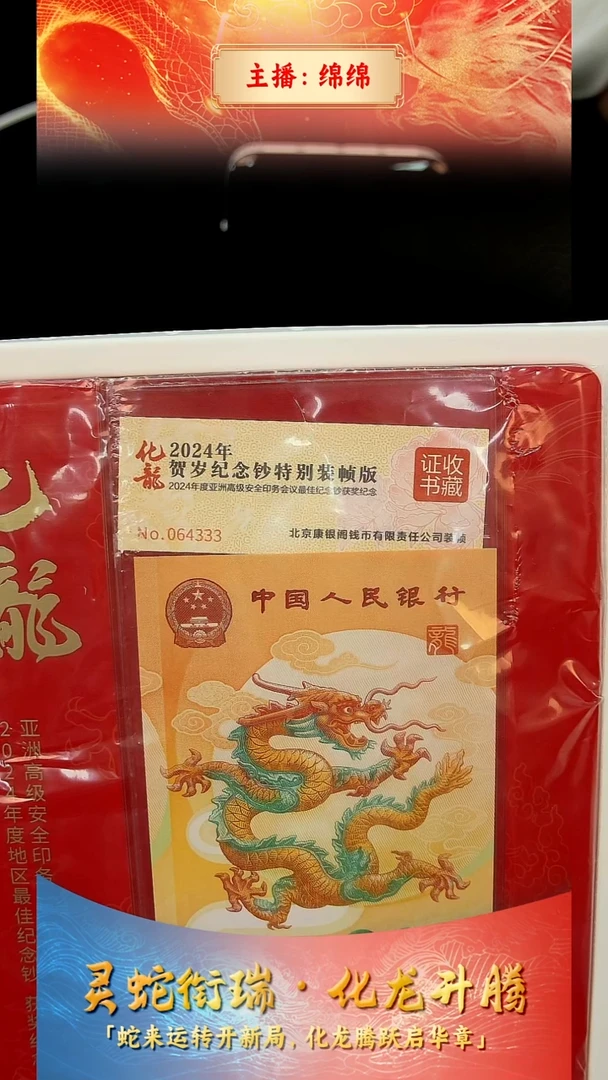 主播：绵绵
化龍
2024年
贺岁纪念钞特别装帧版
2024年度亚洲高级安全印务会议最佳纪念钞获奖纪念
证收
书藏
No.064333
北京康银阁钱币有限责任公司装帧
中国人民银行
龍
亚洲高级安全印务
2024年度地区最佳纪念钞
灵蛇衔瑞·化龙升腾
「蛇来运转开新局，化龙腾跃启华章」